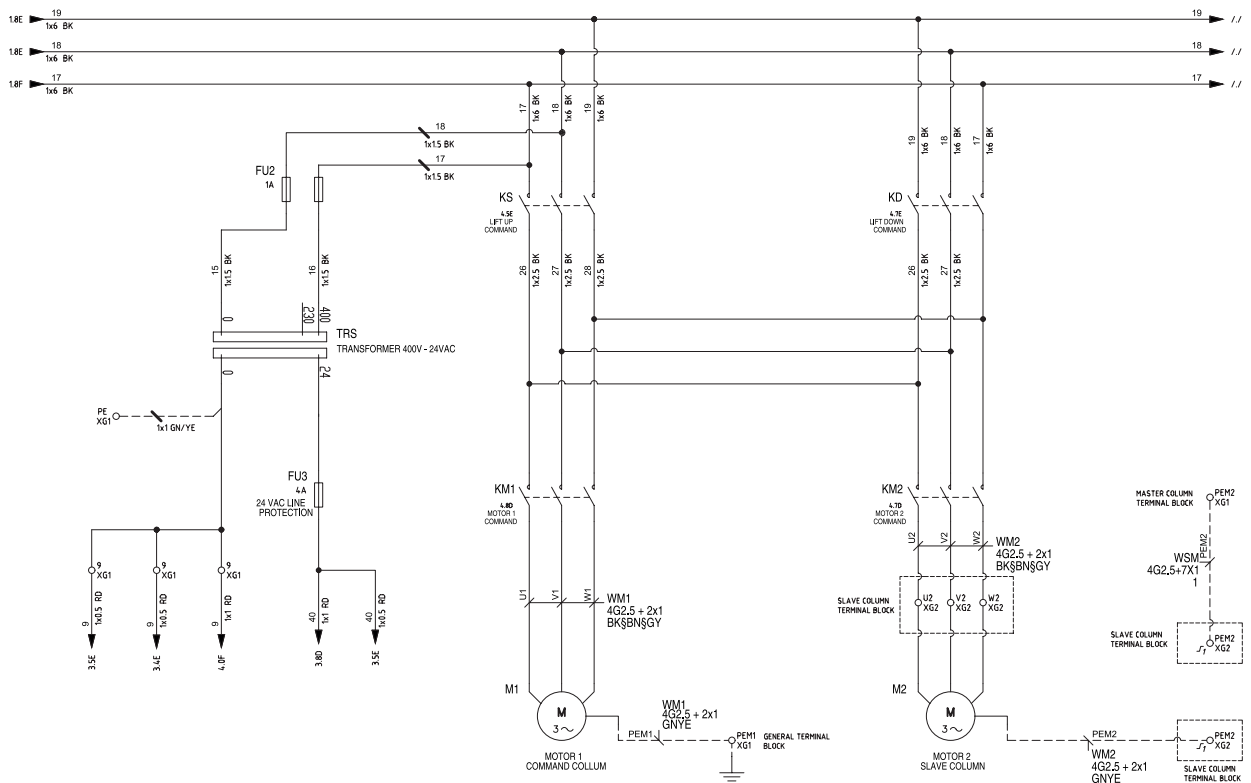 1.8E 19 1x6 BK 19 /./
1.8E 18 1x6 BK 18 /./
1.8F 17 1x6 BK 17 /./
17 1x6 BK
18 1x6 BK
19 1x6 BK
19 1x6 BK
18 1x6 BK
17 1x6 BK
18
1x1.5 BK
17
1x1.5 BK
FU2
1A
KS
4.5E
LIFT UP
COMMAND
KD
4.7E
LIFT DOWN
COMMAND
15 1x1.5 BK
16 1x1.5 BK
26 1x2.5 BK
27 1x2.5 BK
28 1x2.5 BK
26 1x2.5 BK
27 1x2.5 BK
1x2.5 BK
0
230
400
TRS
TRANSFORMER 400V - 24VAC
0
24
PE
XG1
1x1 GN/YE
FU3
4A
24 VAC LINE
PROTECTION
KM1
4.8D
MOTOR 1
COMMAND
KM2
4.7D
MOTOR 2
COMMAND
MASTER COLUMN
TERMINAL BLOCK
PEM2
XG1
U2
V2
W2
WM2
4G2.5 + 2x1
BK§BN§GY
PEM2
WSM
4G2.5+7X1
1
9
XG1
9
XG1
9
XG1
U1
V1
W1
WM1
4G2.5 + 2x1
BK§BN§GY
SLAVE COLUMN
TERMINAL BLOCK
U2
XG2
V2
XG2
W2
XG2
9 1x0.5 RD
9 1x0.5 RD
9 1x1 RD
40 1x1 RD
40 1x0.5 RD
SLAVE COLUMN
TERMINAL BLOCK
PEM2
XG2
3.5E
3.4E
4.0F
3.8D
3.5E
M1
M
3~
MOTOR 1
COMMAND COLLUM
WM1
4G2.5 + 2x1
GNYE
PEM1
PEM1
XG1
GENERAL TERMINAL
BLOCK
M2
M
3~
MOTOR 2
SLAVE COLUMN
PEM2
WM2
4G2.5 + 2x1
GNYE
PEM2
XG2
SLAVE COLUMN
TERMINAL BLOCK